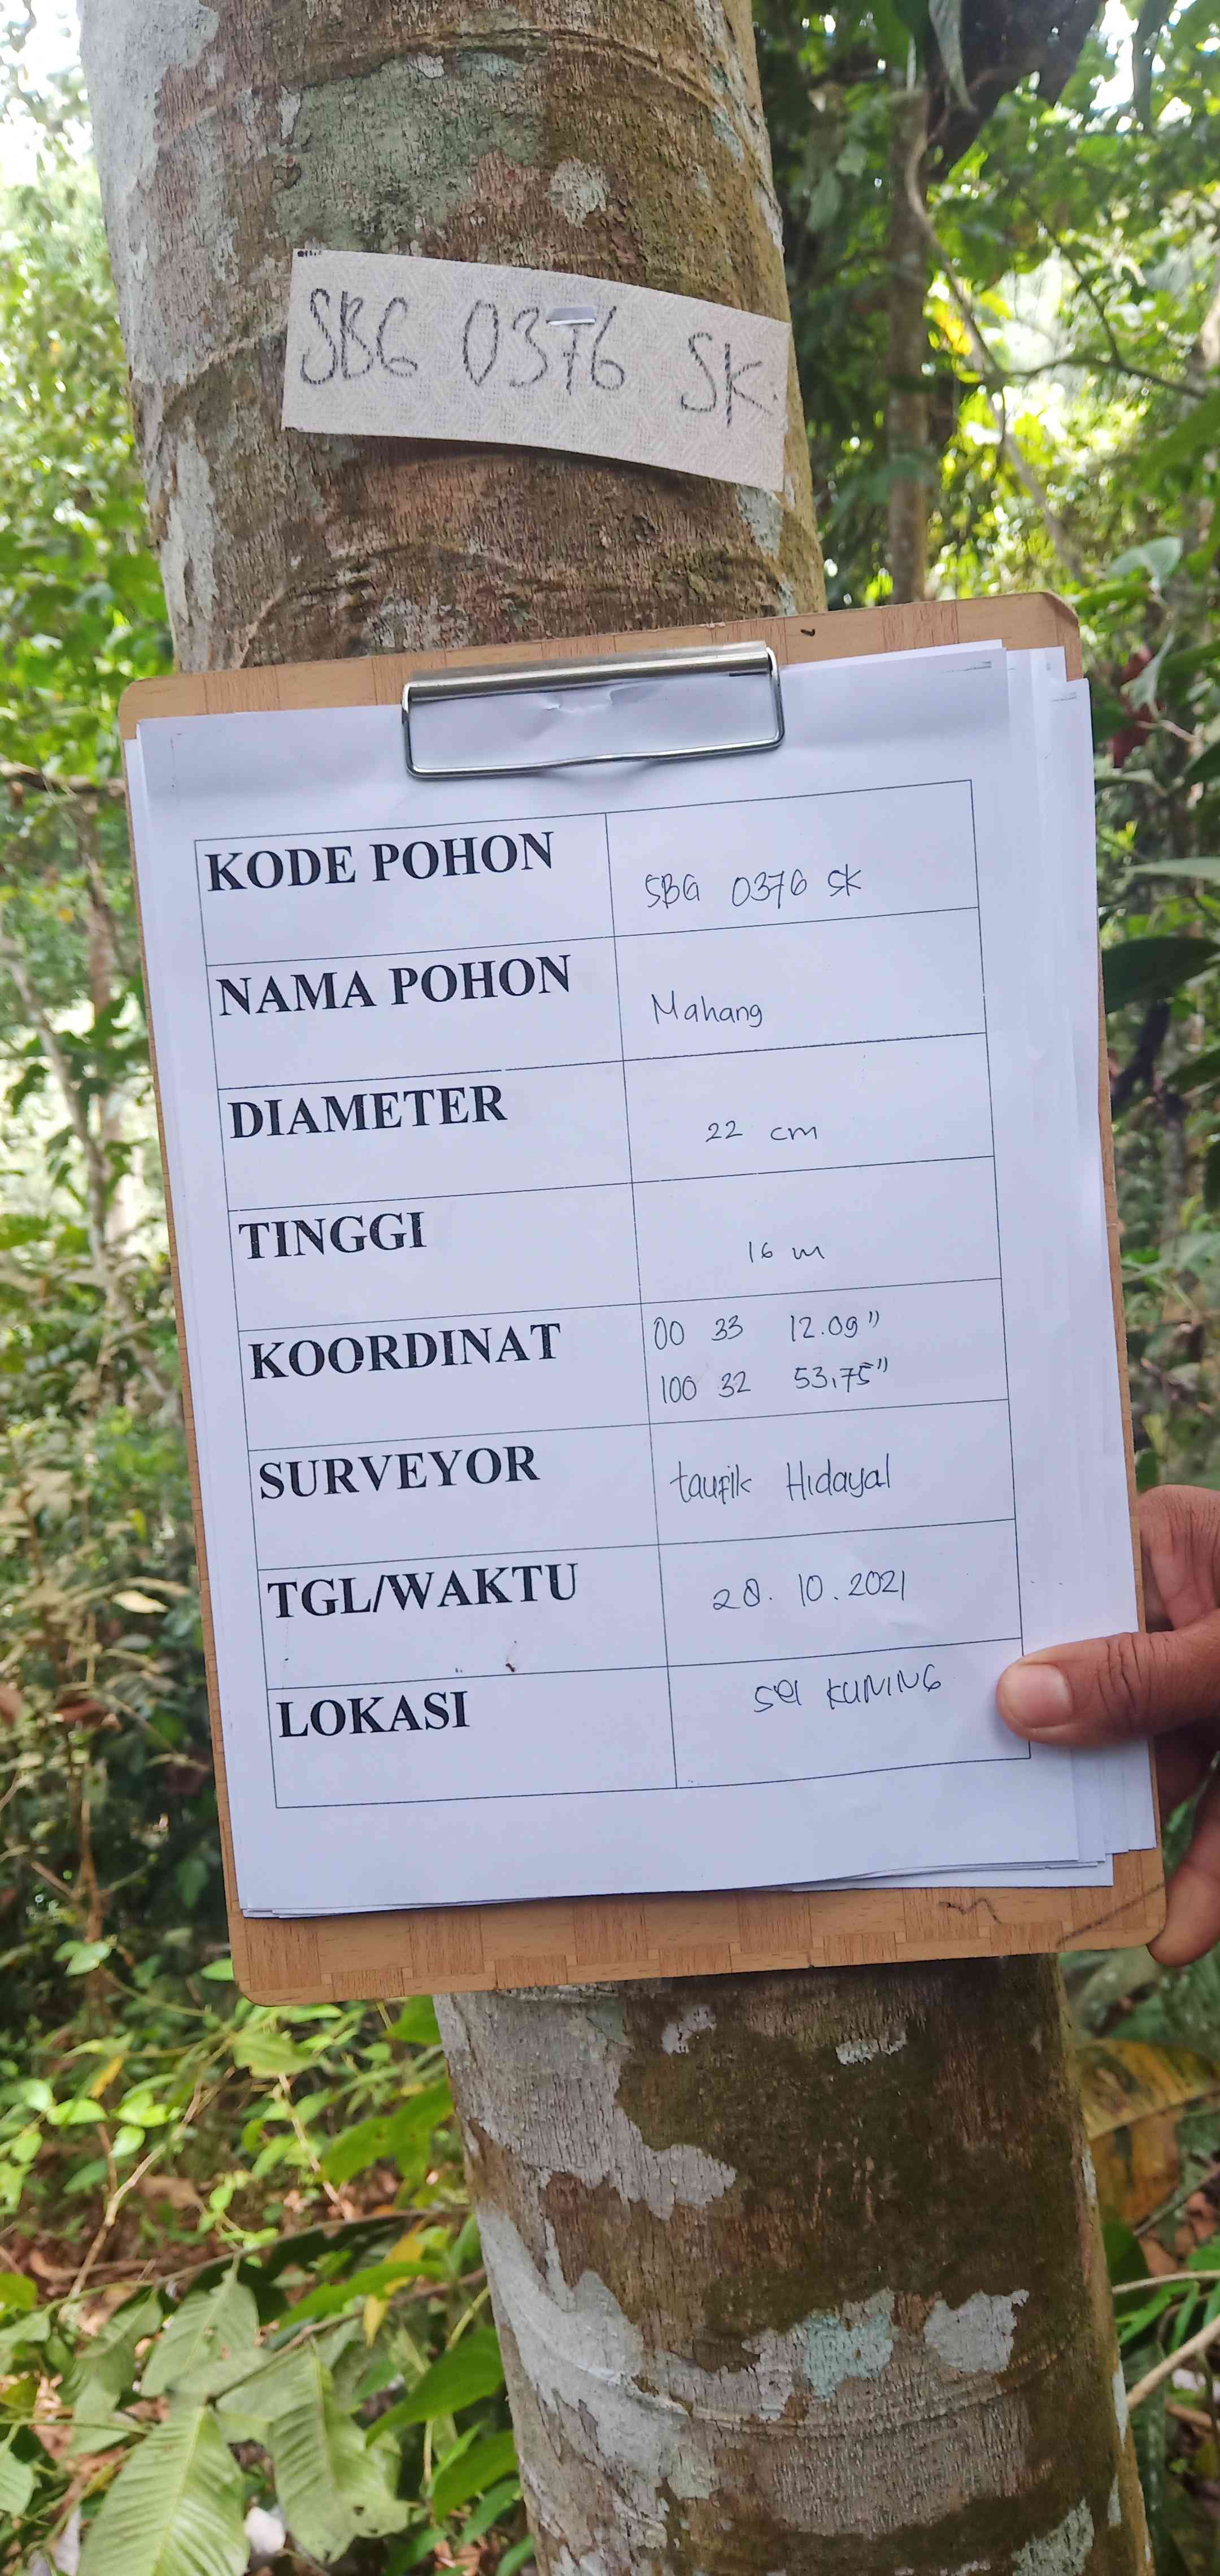 SBG 0376 SK
KODE POHON
SBG 0376 SK
NAMA POHON
Mahang
DIAMETER
22 cm
TINGGI
16 m
KOORDINAT
00 33 12.09"
100 32 53,75"
SURVEYOR
taufik Hidayal
TGL/WAKTU
28. 10. 2021
LOKASI
SEI KUNING